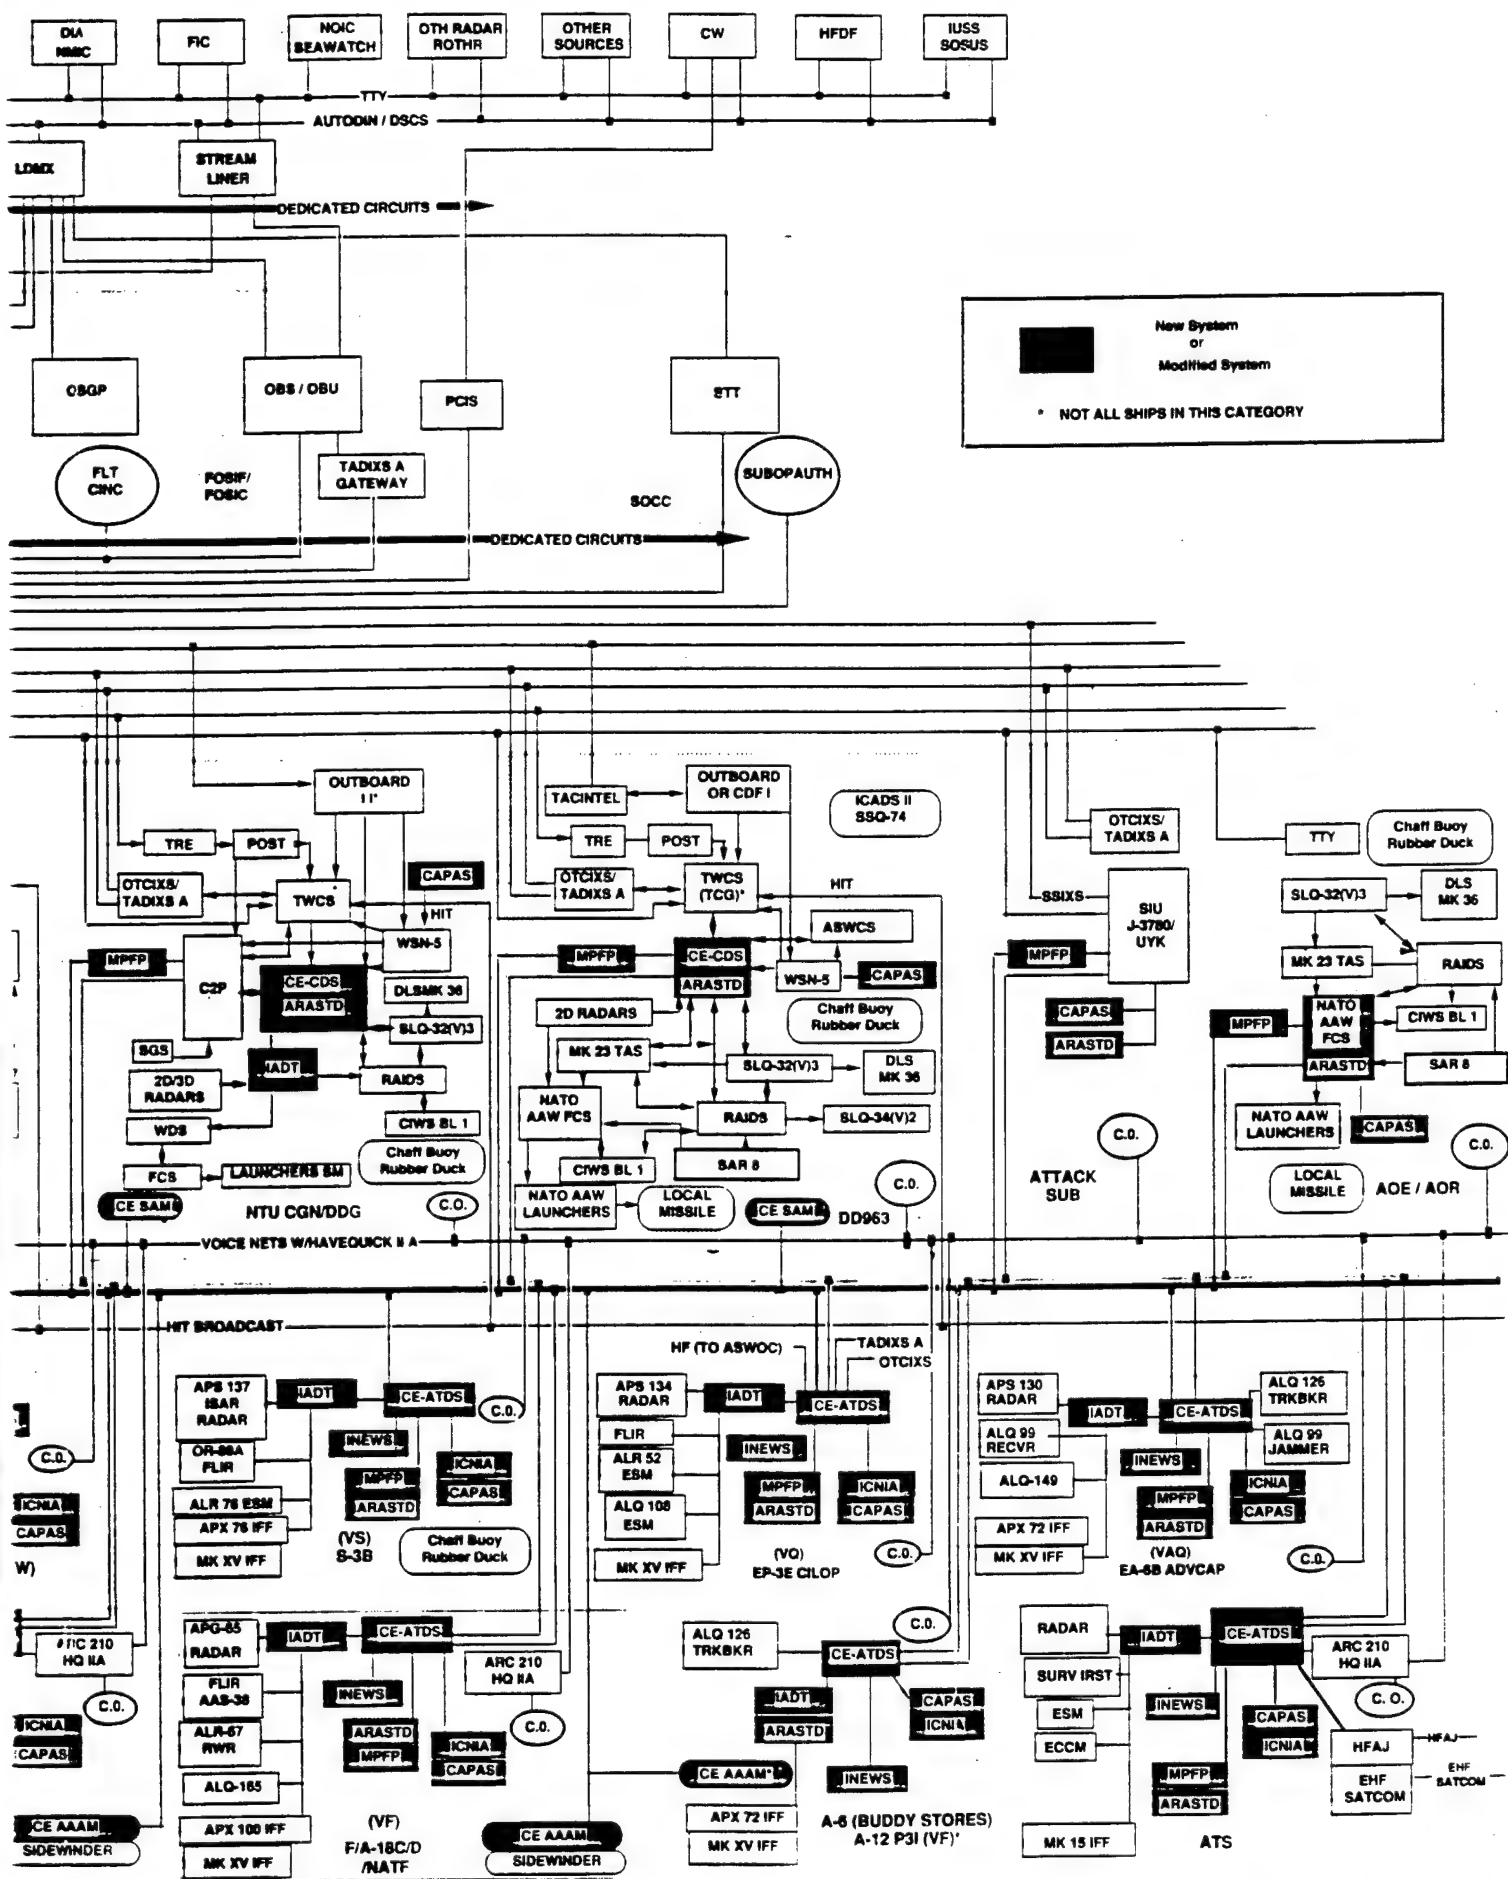 DIA
NMIC
FIC
NOIC
SEAWATCH
OTH RADAR
ROTHR
OTHER
SOURCES
CW
HFDF
IUSS
SOSUS
TTY
AUTODIN / DSCS
LDMX
STREAM
LINER
DEDICATED CIRCUITS
New System
or
Modified System
* NOT ALL SHIPS IN THIS CATEGORY
OBS / OBU
PCIS
STT
FLT
CINC
FOSIF/
FOSIC
TADIXS A
GATEWAY
SOCC
SUBOPAUTH
DEDICATED CIRCUITS
OUTBOARD
I I*
TRE
POST
OTCIXS/
TADIXS A
TWCS
CAPAS
HIT
WSN-5
MPFP
C2P
CE-CDS
ARASTD
DLSMK 36
SLQ-32(V)3
SGS
IADT
2D/3D
RADARS
RAIDS
WDS
CIWS BL 1
Chaff Buoy
Rubber Duck
FCS
LAUNCHERS SM
CE SAM
NTU CGN/DDG
C.O.
TACINTEL
OUTBOARD
OR CDF I
ICADS II
SSQ-74
TRE
POST
OTCIXS/
TADIXS A
TWCS
(TCG)*
HIT
ASWCS
MPFP
CE-CDS
ARASTD
WSN-5
CAPAS
2D RADARS
Chaff Buoy
Rubber Duck
MK 23 TAS
SLQ-32(V)3
DLS
MK 36
NATO
AAW FCS
RAIDS
SLQ-34(V)2
CIWS BL 1
SAR 8
NATO AAW
LAUNCHERS
LOCAL
MISSILE
CE SAM
DD963
C.O.
OTCIXS/
TADIXS A
SSIXS
SIU
J-3780/
UYK
MPFP
CAPAS
ARASTD
ATTACK
SUB
C.O.
TTY
Chaff Buoy
Rubber Duck
SLQ-32(V)3
DLS
MK 36
MK 23 TAS
RAIDS
MPFP
NATO
AAW
FCS
ARASTD
CIWS BL 1
SAR 8
NATO AAW
LAUNCHERS
CAPAS
LOCAL
MISSILE
AOE / AOR
C.O.
VOICE NETS W/HAVEQUICK II A
HIT BROADCAST
C.O.
ICNIA
CAPAS
W)
APS 137
ISAR
RADAR
IADT
CE-ATDS
C.O.
FLIR
INEWS
MPFP
ARASTD
ICNIA
CAPAS
ALR 76 ESM
APX 76 IFF
MK XV IFF
(VS)
S-3B
Chaff Buoy
Rubber Duck
HF (TO ASWOC)
TADIXS A
OTCIXS
APS 134
RADAR
IADT
CE-ATDS
FLIR
ALR 52
ESM
ALQ 108
ESM
INEWS
MPFP
ARASTD
ICNIA
CAPAS
MK XV IFF
(VQ)
EP-3E CILOP
C.O.
APS 130
RADAR
IADT
CE-ATDS
ALQ 126
TRKBKR
ALQ 99
RECVR
ALQ 99
JAMMER
ALQ-149
INEWS
MPFP
ARASTD
ICNIA
CAPAS
APX 72 IFF
MK XV IFF
(VAQ)
EA-6B ADVCAP
C.O.
ARC 210
HQ IIA
C.O.
ICNIA
CAPAS
CE AAAM
SIDEWINDER
APG-65
RADAR
IADT
CE-ATDS
FLIR
AAS-38
ALR-67
RWR
ALQ-165
INEWS
ARASTD
MPFP
ICNIA
CAPAS
ARC 210
HQ IIA
C.O.
APX 100 IFF
MK XV IFF
(VF)
F/A-18C/D
/NATF
CE AAAM
SIDEWINDER
ALQ 126
TRKBKR
CE-ATDS
C.O.
IADT
ARASTD
CAPAS
ICNIA
CE AAAM*
INEWS
APX 72 IFF
MK XV IFF
A-6 (BUDDY STORES)
A-12 P3I (VF)*
RADAR
IADT
CE-ATDS
ARC 210
HQ IIA
C. O.
SURV IRST
ESM
ECCM
INEWS
CAPAS
ICNIA
MPFP
ARASTD
HFAJ
HFAJ
EHF
SATCOM
EHF
SATCOM
MK 15 IFF
ATS